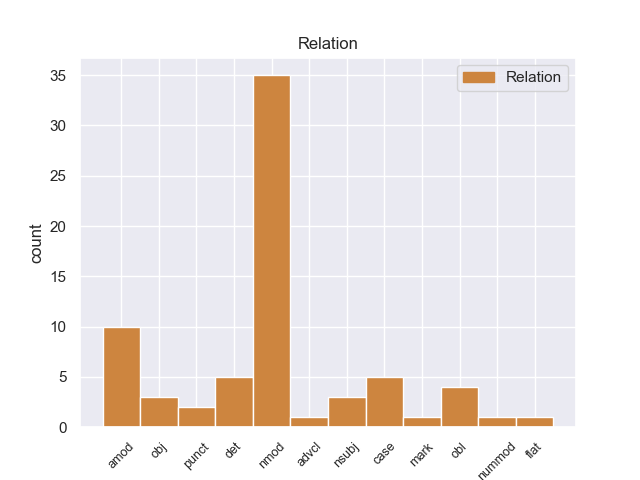 Relation
Relation
count
35
30
25
20
15
10
5
0
amod obj punct det nmod advcl nsubj case mark obl nummod flat